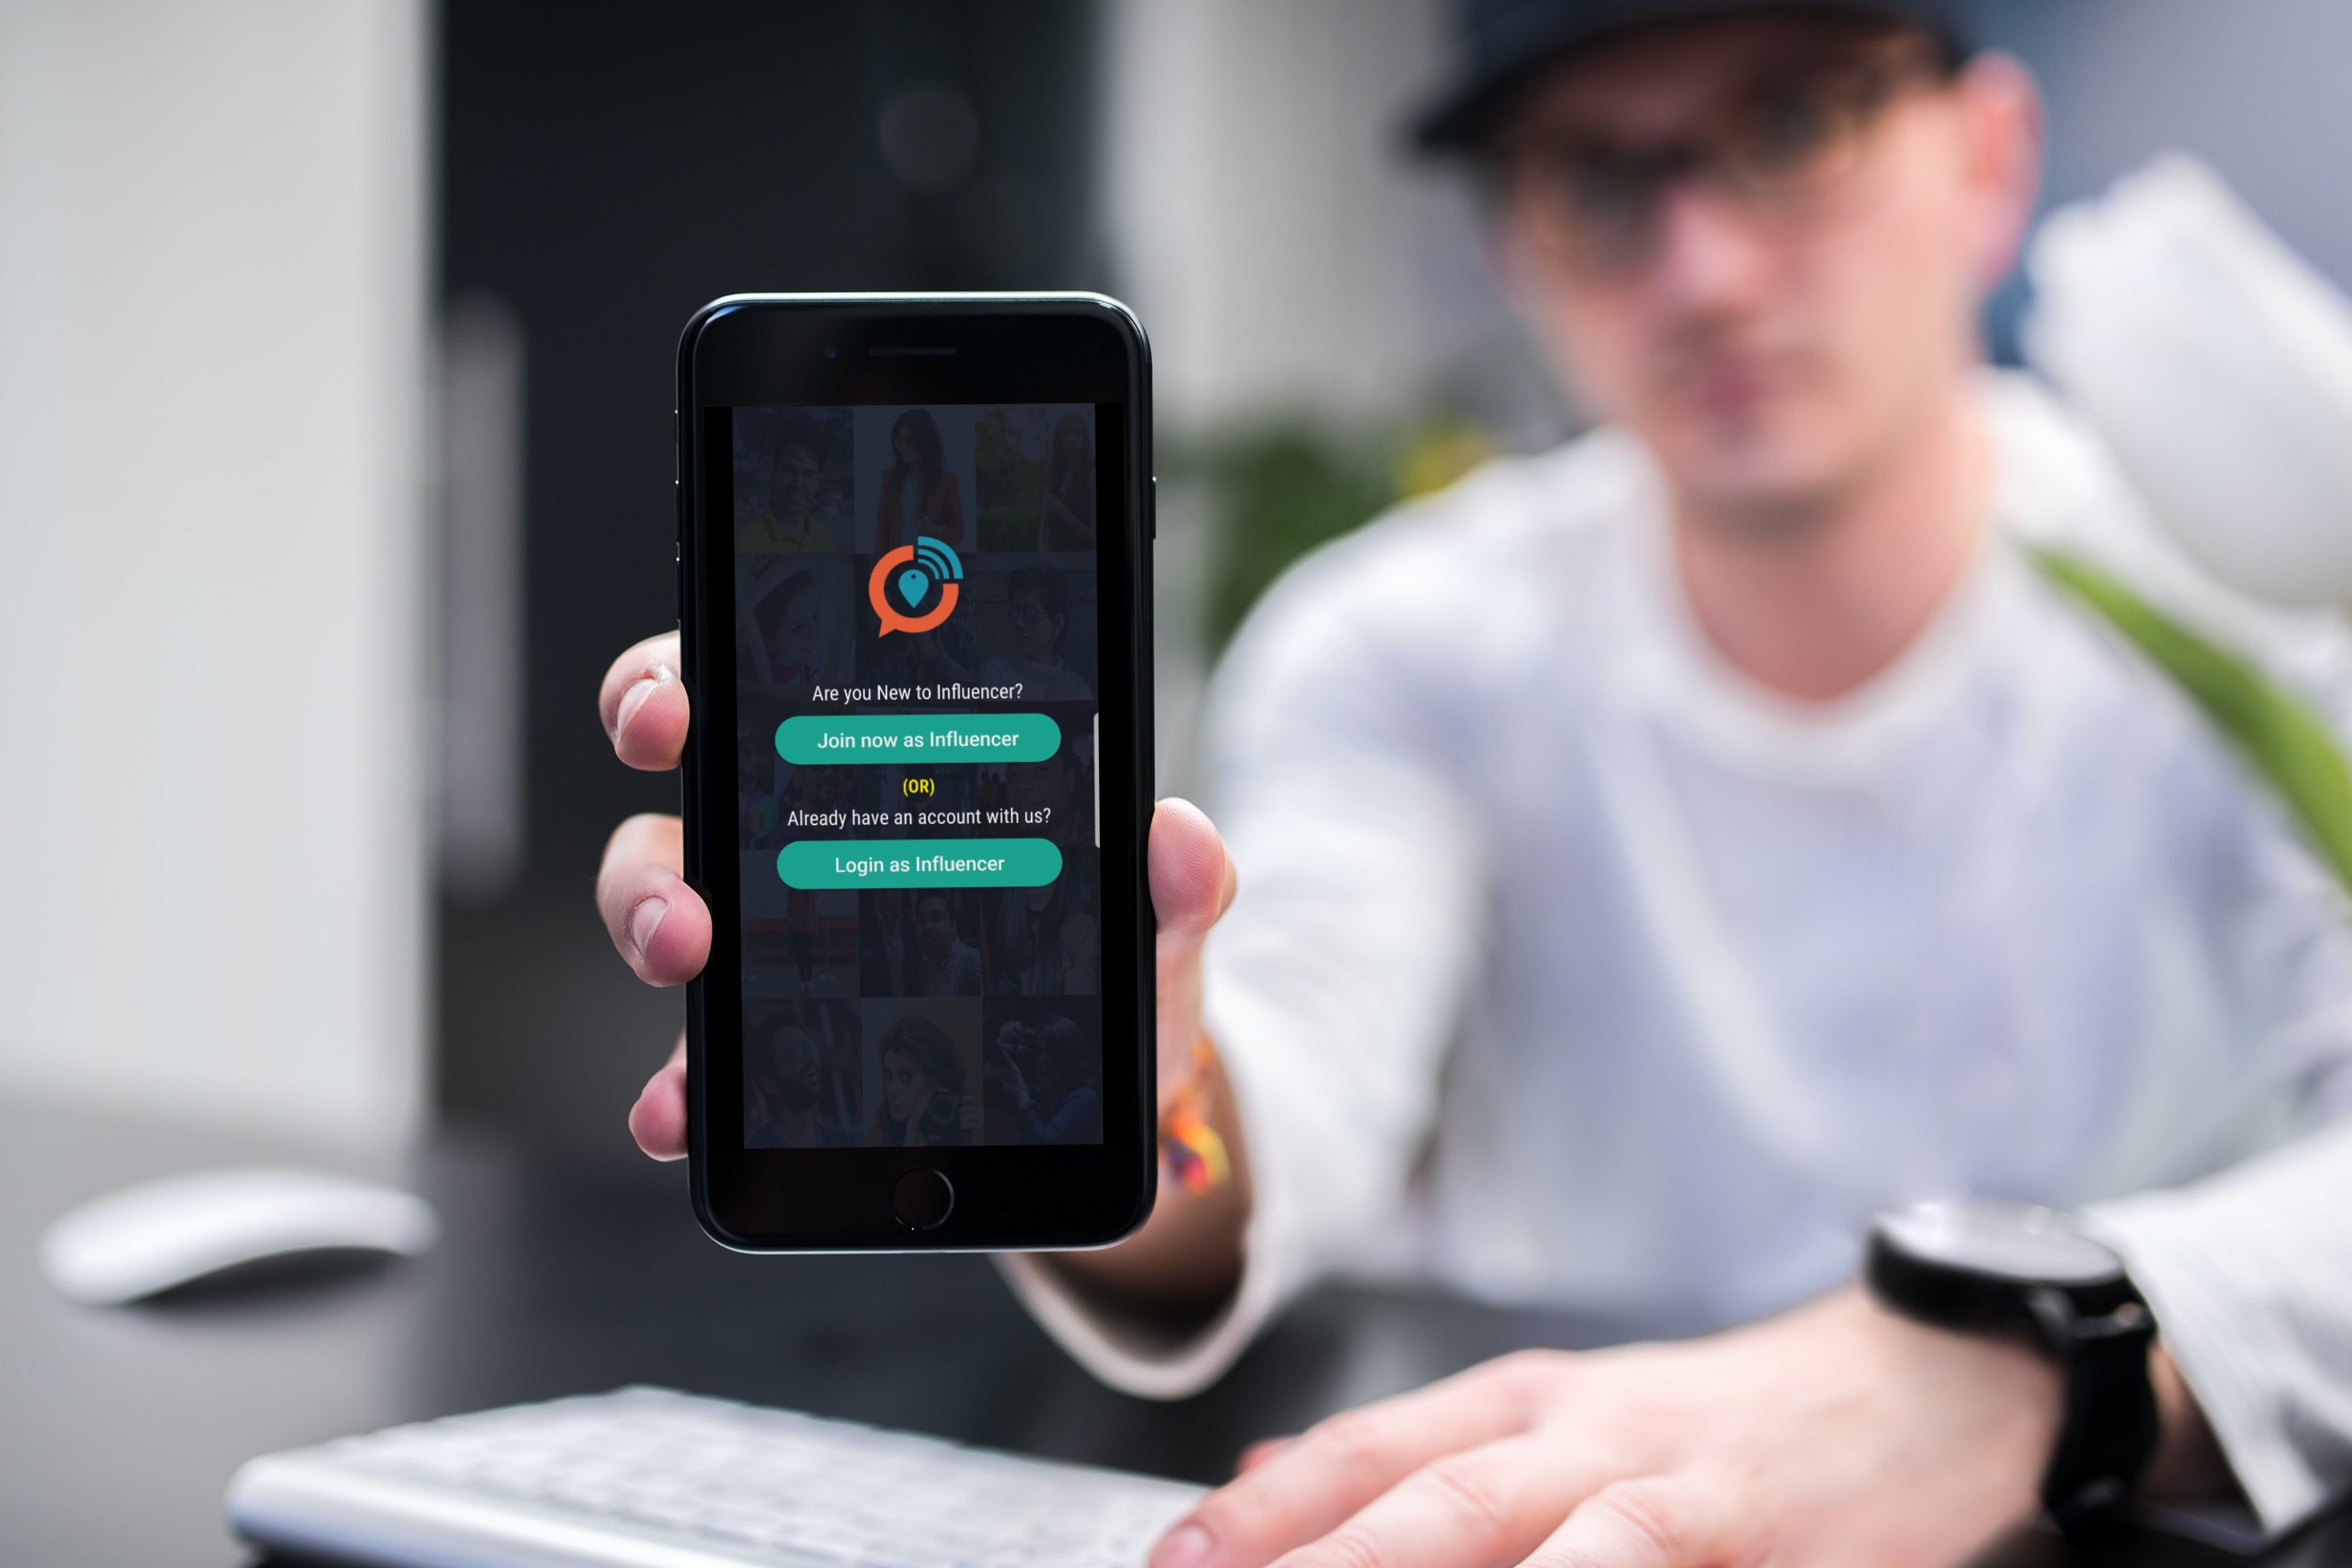 Are you New to Influencer?
Join now as Influencer
(OR)
Already have an account with us?
Login as Influencer